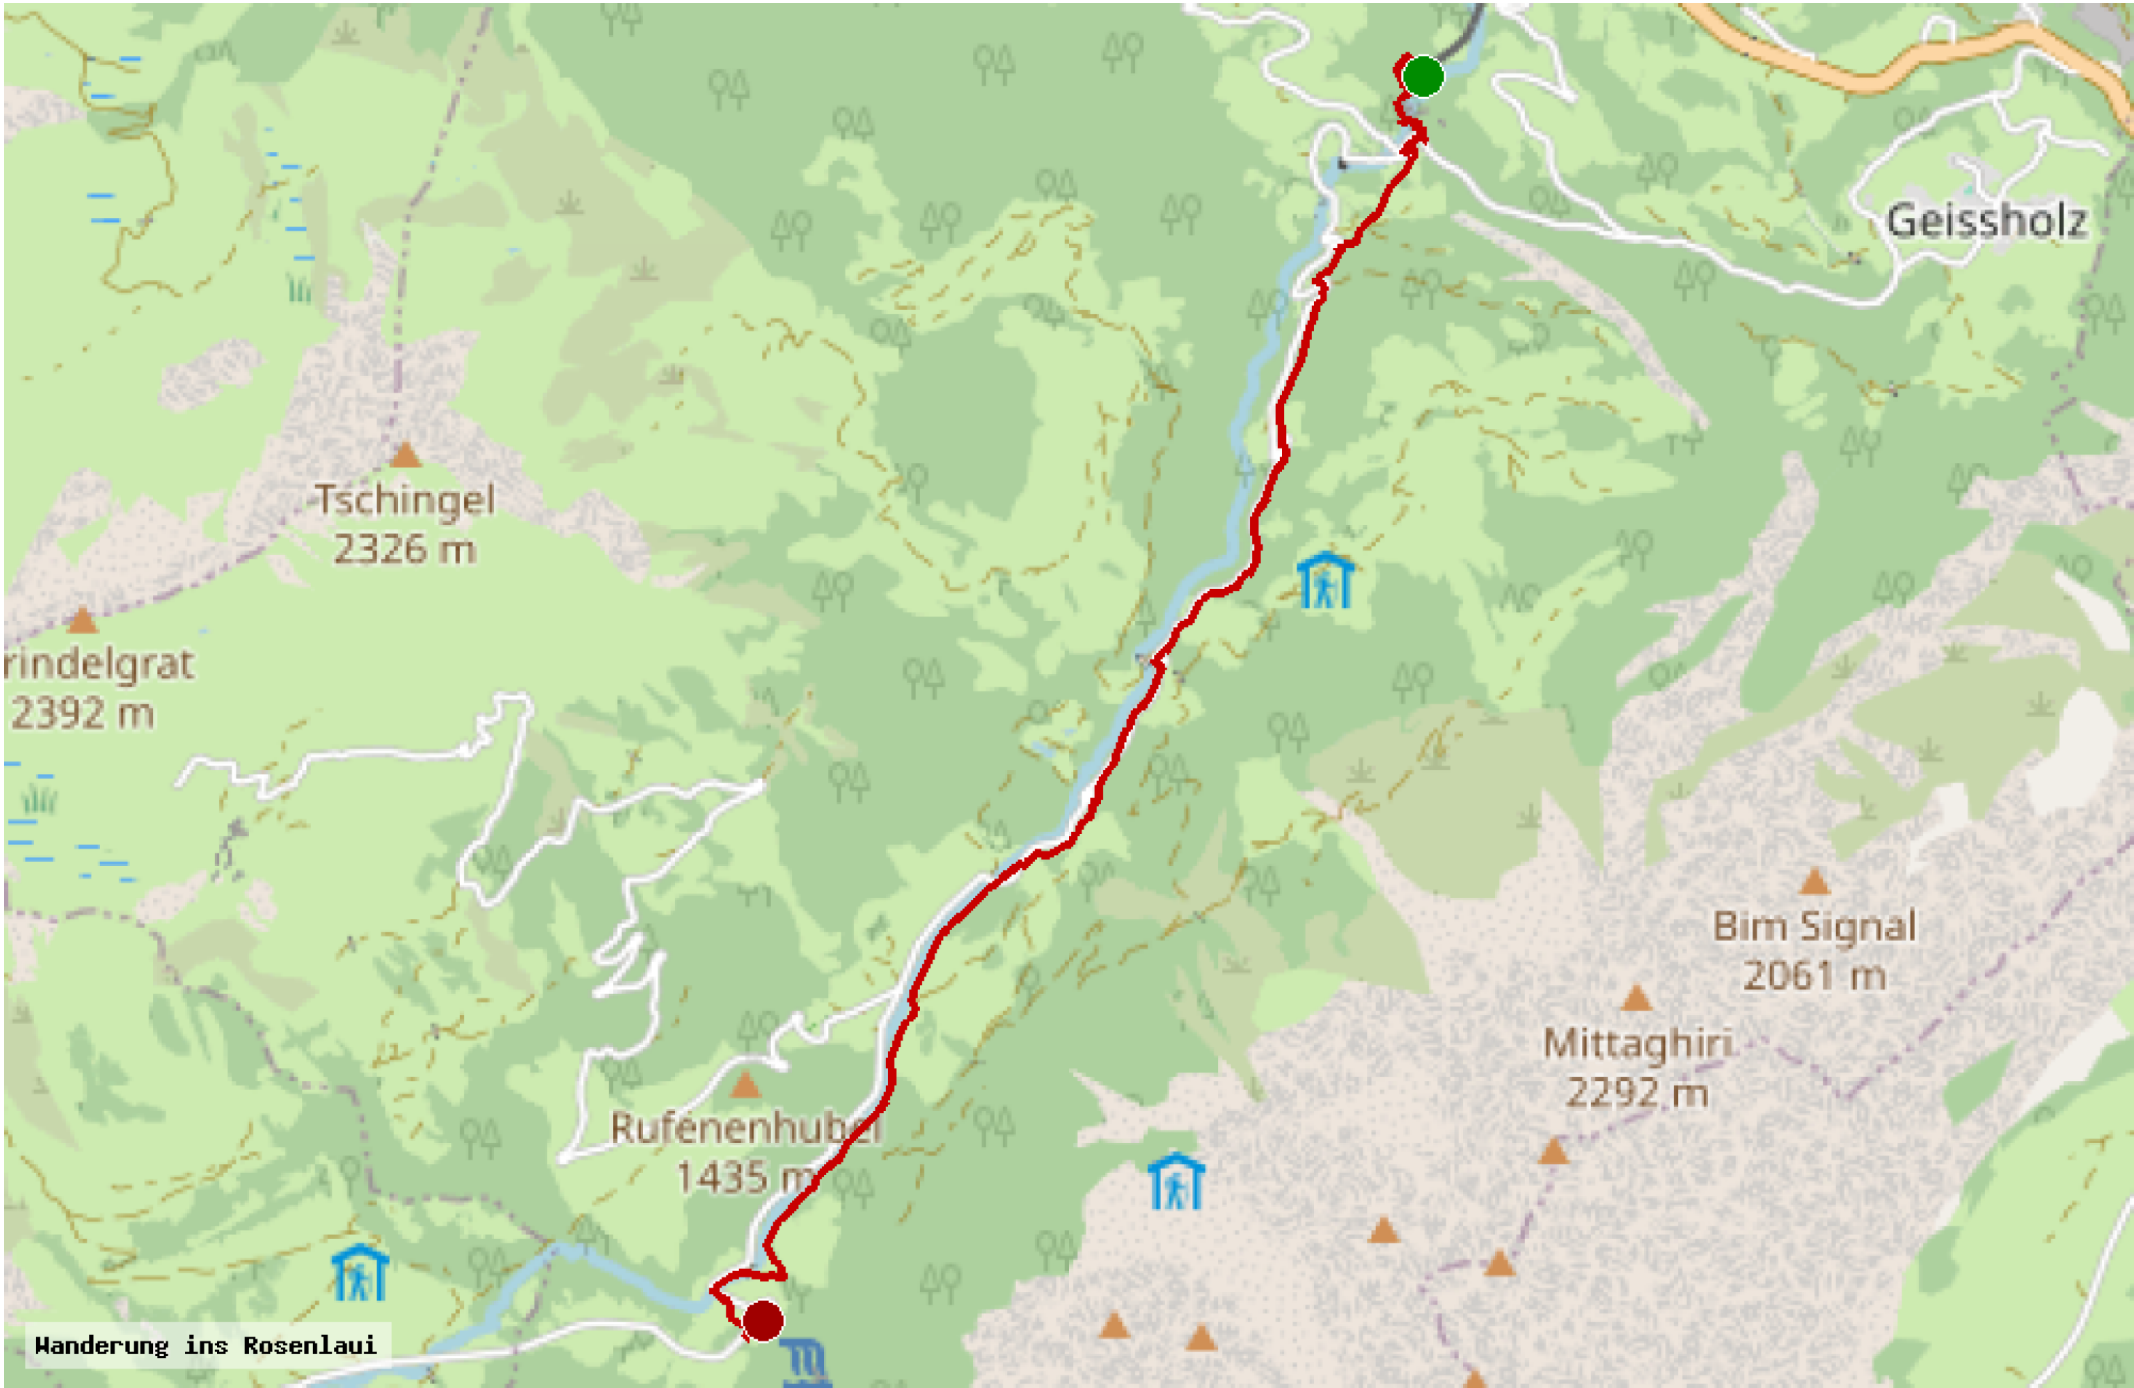 Geissholz
Tschingel
2326 m
rindelgrat
2392 m
Bim Signal
2061 m
Mittaghiri
2292 m
Rufenenhubel
1435 m
Wanderung ins Rosenlaui